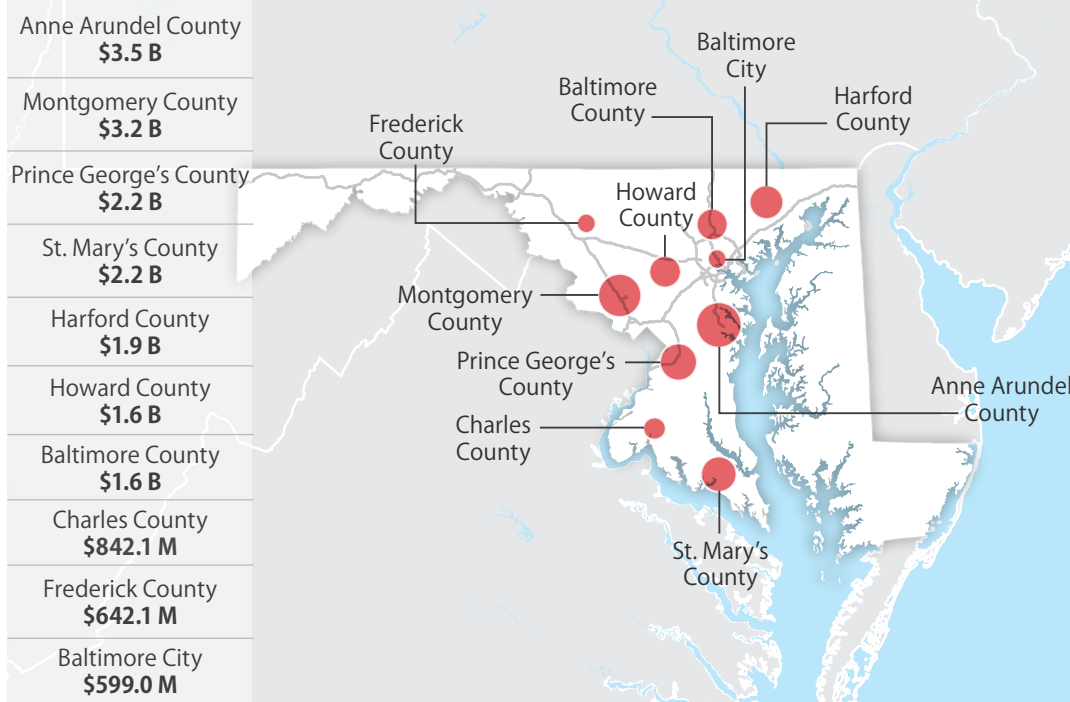 Anne Arundel County
$3.5 B
Montgomery County
$3.2 B
Prince George's County
$2.2 B
St. Mary's County
$2.2 B
Harford County
$1.9 B
Howard County
$1.6 B
Baltimore County
$1.6 B
Charles County
$842.1 M
Frederick County
$642.1 M
Baltimore City
$599.0 M
Baltimore
City
Baltimore
County
Harford
County
Frederick
County
Howard
County
Montgomery
County
Prince George's
County
Anne Arundel
County
Charles
County
St. Mary's
County